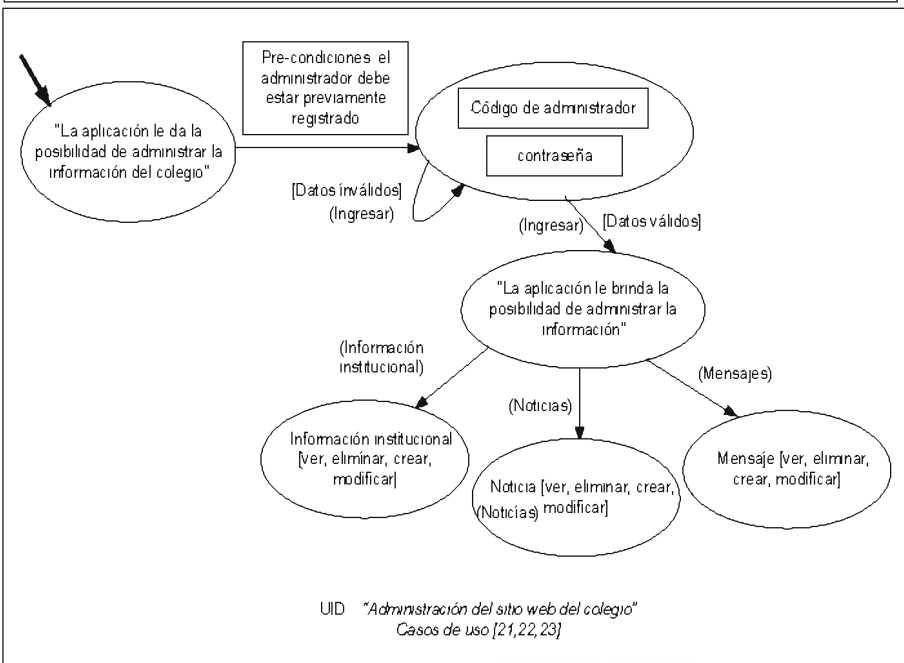 Pre-condiciones el
administrador debe
estar previamente
registrado
"La aplicación le da la
posibilidad de administrar la
información del colegio"
Código de administrador
contraseña
[Datos ínválidos]
(Ingresar)
(Ingresar)
[Datos válidos]
"La aplicación le brinda la
posibilidad de administrar la
información"
(Información
institucional)
(Noticias)
(Mensajes)
Información institucional
[ver, elimínar, crear,
modificar]
Noticia [ver, eliminar, crear,
(Noticías) modificar]
Mensaje [ver, eliminar,
crear, modificar]
UID "Administración del sitio web del colegio"
Casos de uso [21,22,23]